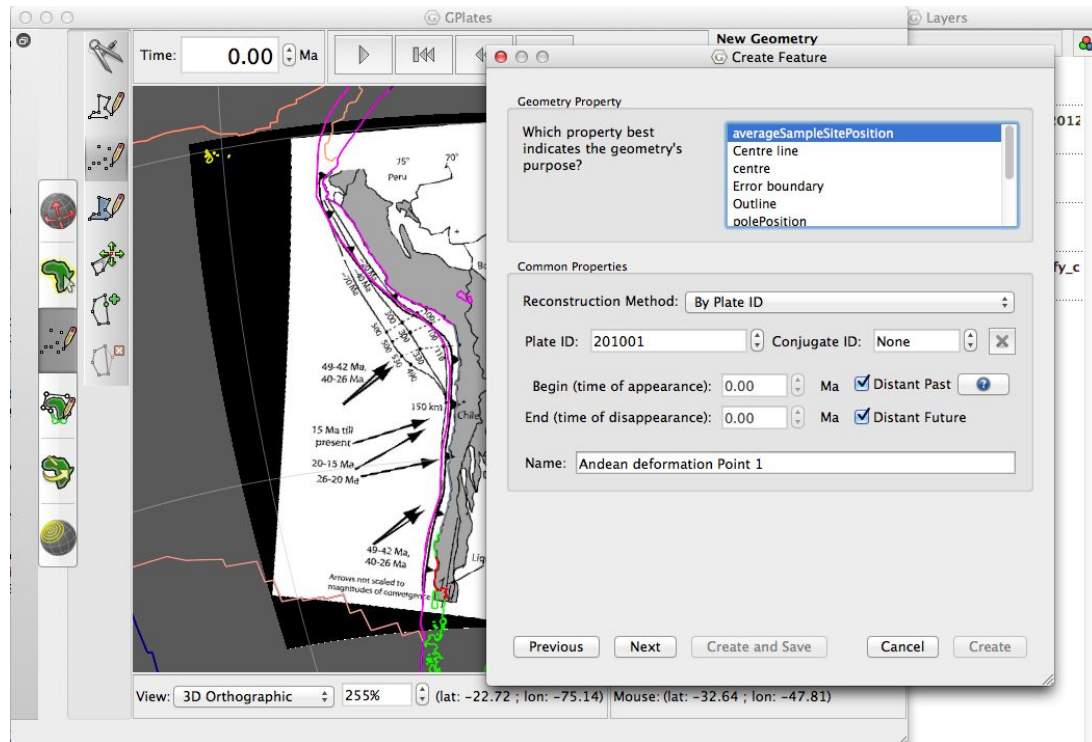 GPlates
Layers
Time: 0.00 Ma
New Geometry
Create Feature
Geometry Property
Which property best
indicates the geometry's
purpose?
averageSampleSitePosition
Centre line
centre
Error boundary
Outline
polePosition
Common Properties
Reconstruction Method: By Plate ID
Plate ID: 201001 Conjugate ID: None
Begin (time of appearance): 0.00 Ma Distant Past
End (time of disappearance): 0.00 Ma Distant Future
Name: Andean deformation Point 1
Previous Next Create and Save Cancel Create
2012
fy_c
75° 70°
Peru
49-42 Ma,
40-26 Ma
150 km
Chile
15 Ma till
present
20-15 Ma
26-20 Ma
49-42 Ma,
40-26 Ma
Arrows not scaled to
magnitudes of convergence
View: 3D Orthographic 255% (lat: -22.72 ; lon: -75.14) Mouse: (lat: -32.64 ; lon: -47.81)